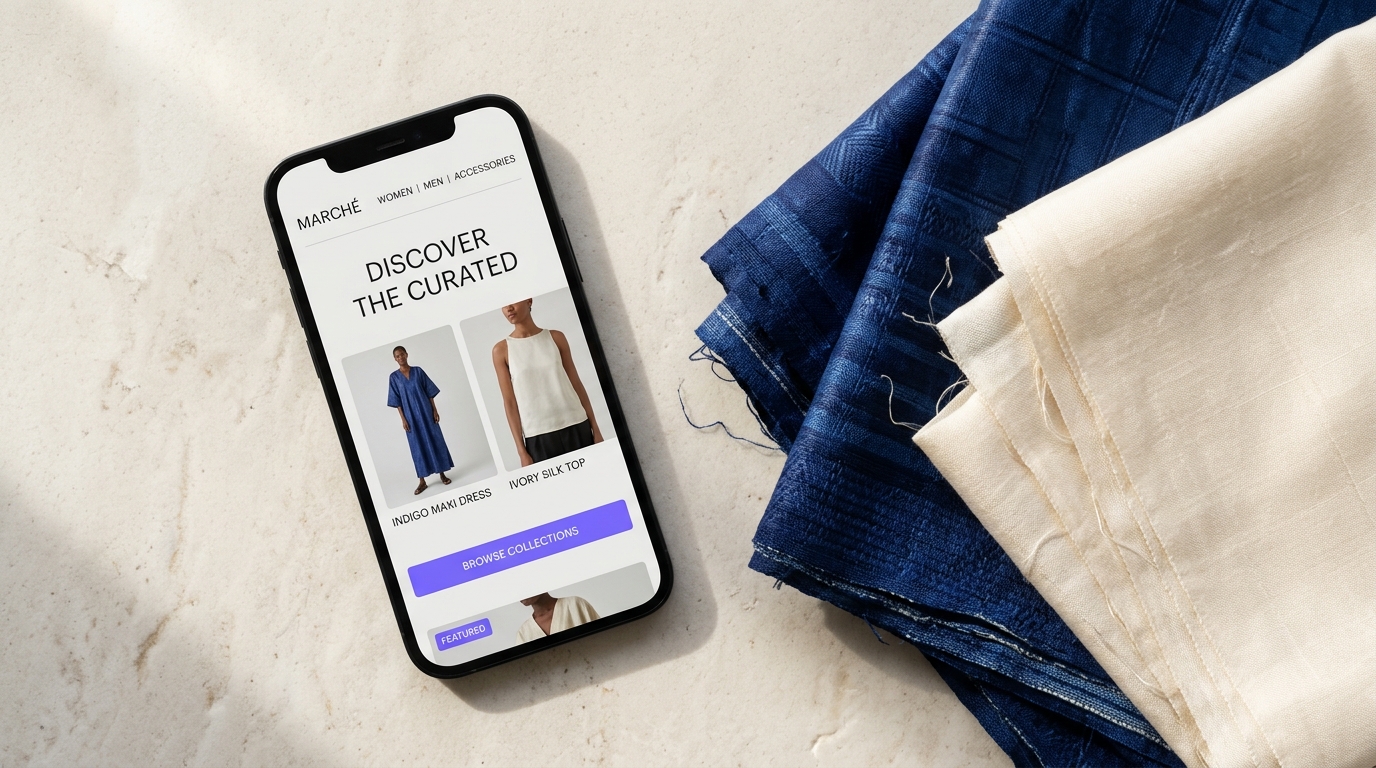 MARCHÉ
WOMEN | MEN | ACCESSORIES
DISCOVER
THE CURATED
INDIGO MAXI DRESS
IVORY SILK TOP
BROWSE COLLECTIONS
FEATURED